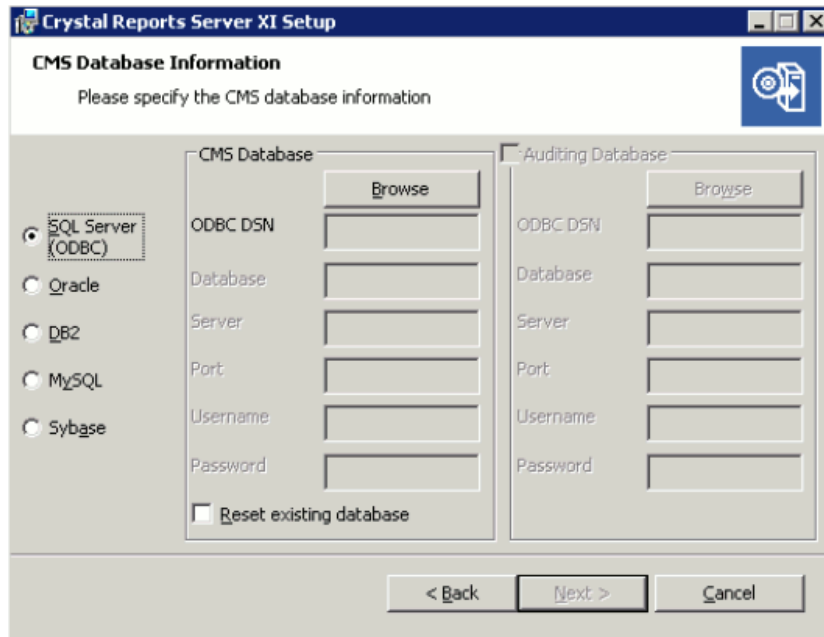 Crystal Reports Server XI Setup
CMS Database Information
Please specify the CMS database information
SQL Server
(ODBC)
Oracle
DB2
MySQL
Sybase
CMS Database
Browse
ODBC DSN
Database
Server
Port
Username
Password
Reset existing database
Auditing Database
Browse
ODBC DSN
Database
Server
Port
Username
Password
< Back
Next >
Cancel